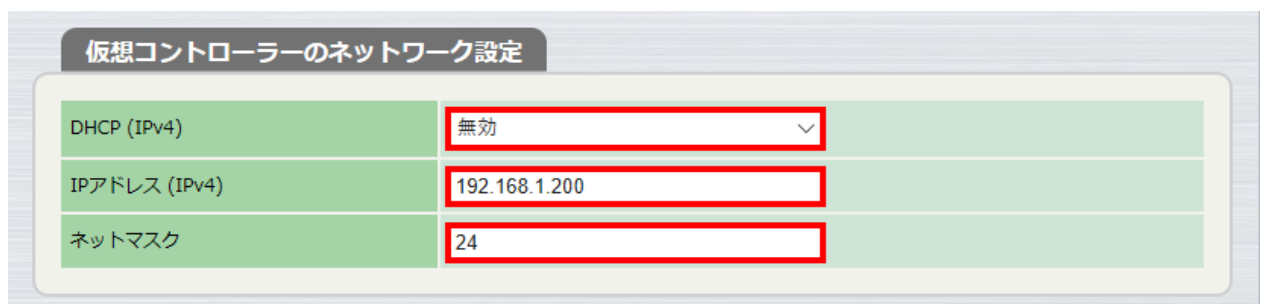 仮想コントローラーのネットワーク設定
DHCP (IPv4) 無効
IPアドレス (IPv4) 192.168.1.200
ネットマスク 24